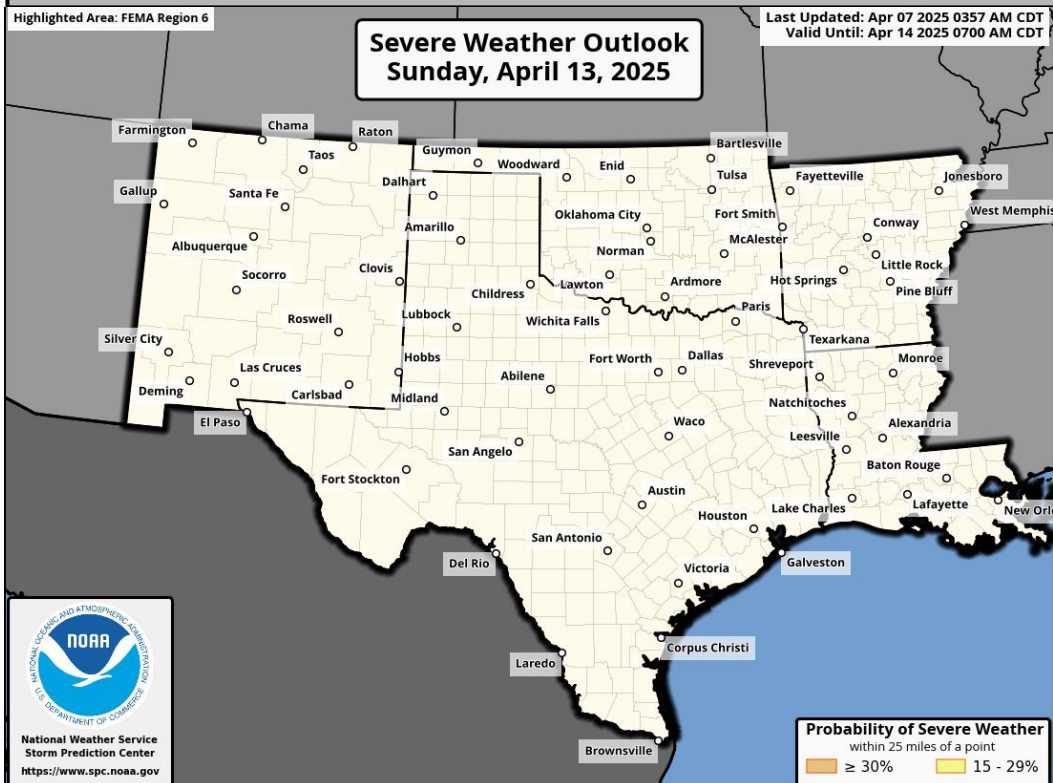 Highlighted Area: FEMA Region 6
Severe Weather Outlook
Sunday, April 13, 2025
Last Updated: Apr 07 2025 0357 AM CDT
Valid Until: Apr 14 2025 0700 AM CDT
Farmington
Chama
Raton
Taos
Guymon
Woodward
Enid
Bartlesville
Tulsa
Fayetteville
Jonesboro
Gallup
Santa Fe
Dalhart
West Memphis
Albuquerque
Amarillo
Oklahoma City
Norman
Fort Smith
McAlester
Conway
Little Rock
Socorro
Clovis
Childress
Lawton
Ardmore
Hot Springs
Pine Bluff
Roswell
Lubbock
Wichita Falls
Paris
Texarkana
Silver City
Las Cruces
Hobbs
Fort Worth
Dallas
Shreveport
Monroe
Deming
Carlsbad
Midland
Abilene
Natchitoches
El Paso
San Angelo
Waco
Leesville
Alexandria
Fort Stockton
Baton Rouge
Austin
Houston
Lake Charles
Lafayette
New Orl
Del Rio
San Antonio
Victoria
Galveston
Laredo
Corpus Christi
Brownsville
NATIONAL OCEANIC AND ATMOSPHERIC ADMINISTRATION
NOAA
U.S. DEPARTMENT OF COMMERCE
National Weather Service
Storm Prediction Center
https://www.spc.noaa.gov
Probability of Severe Weather
within 25 miles of a point
≥ 30%
15 - 29%